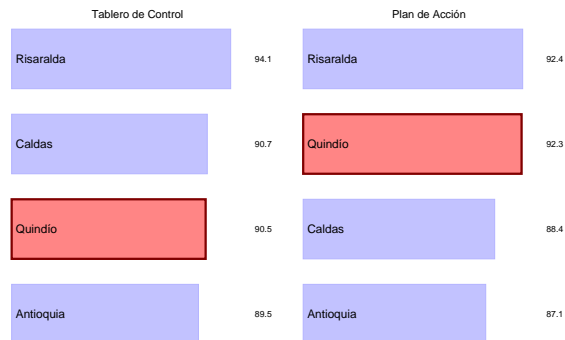 Tablero de Control
Risaralda 94.1
Caldas 90.7
Quindío 90.5
Antioquia 89.5
Plan de Acción
Risaralda 92.4
Quindío 92.3
Caldas 88.4
Antioquia 87.1